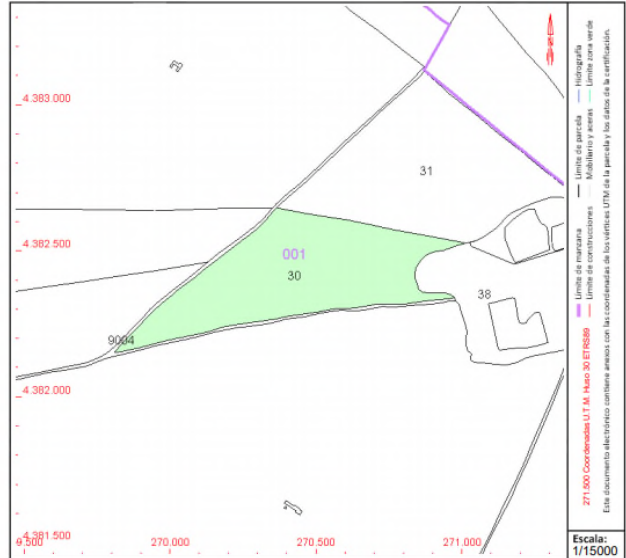 4.383.000
31
4.382.500
001
30
38
9004
4.382.000
4.381.500
9.500
270.000
270.500
271.000
271.500 Coordenadas U.T.M. Huso 30 ETRS89
Límite de manzana
Límite de parcela
Hidrografía
Límite de construcciones
Mobiliario y aceras
Límite zona verde
Este documento electrónico contiene anexos con las coordenadas de los vértices UTM de la parcela y los datos de la certificación.
Escala:
1/15000